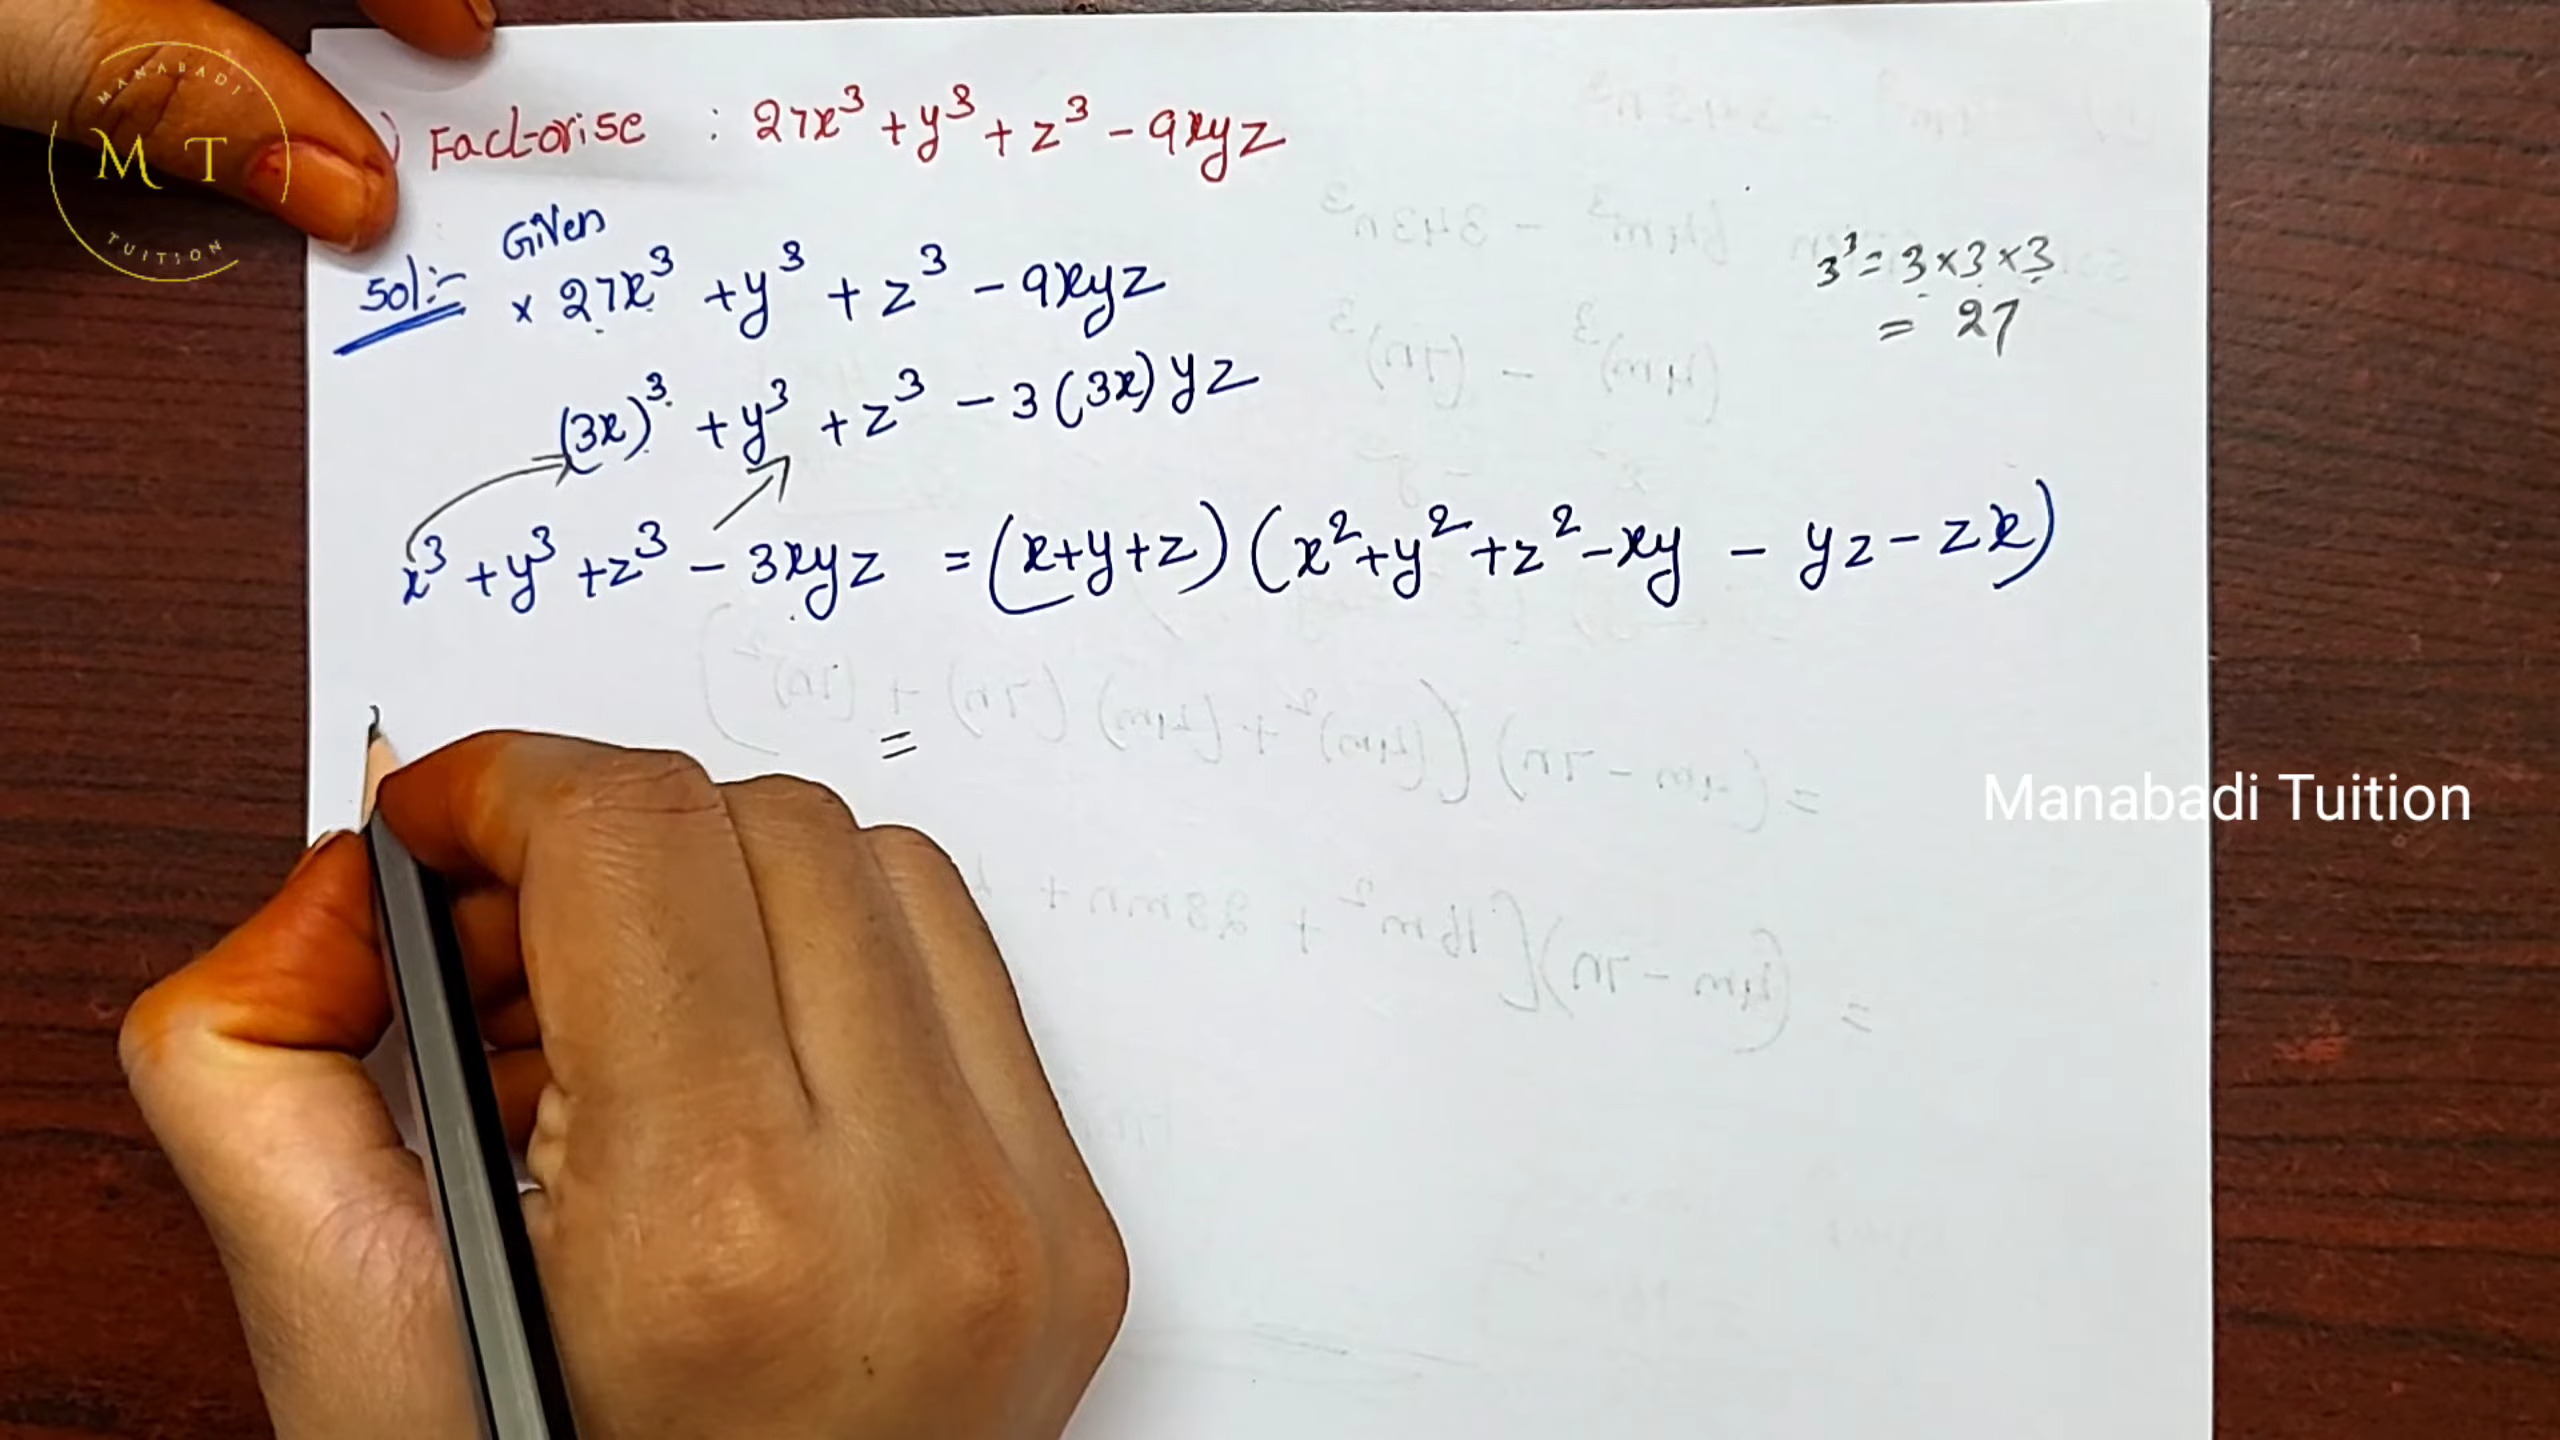 MANABADI
M T
TUITION
) Factorise : 27x³ + y³ + z³ - 9xyz
Sol:- Given
× 27x³ + y³ + z³ - 9xyz
3³ = 3 × 3 × 3
= 27
(3x)³ + y³ + z³ - 3(3x) yz
x³ + y³ + z³ - 3xyz = (x+y+z) (x² + y² + z² - xy - yz - zx)
=
Manabadi Tuition